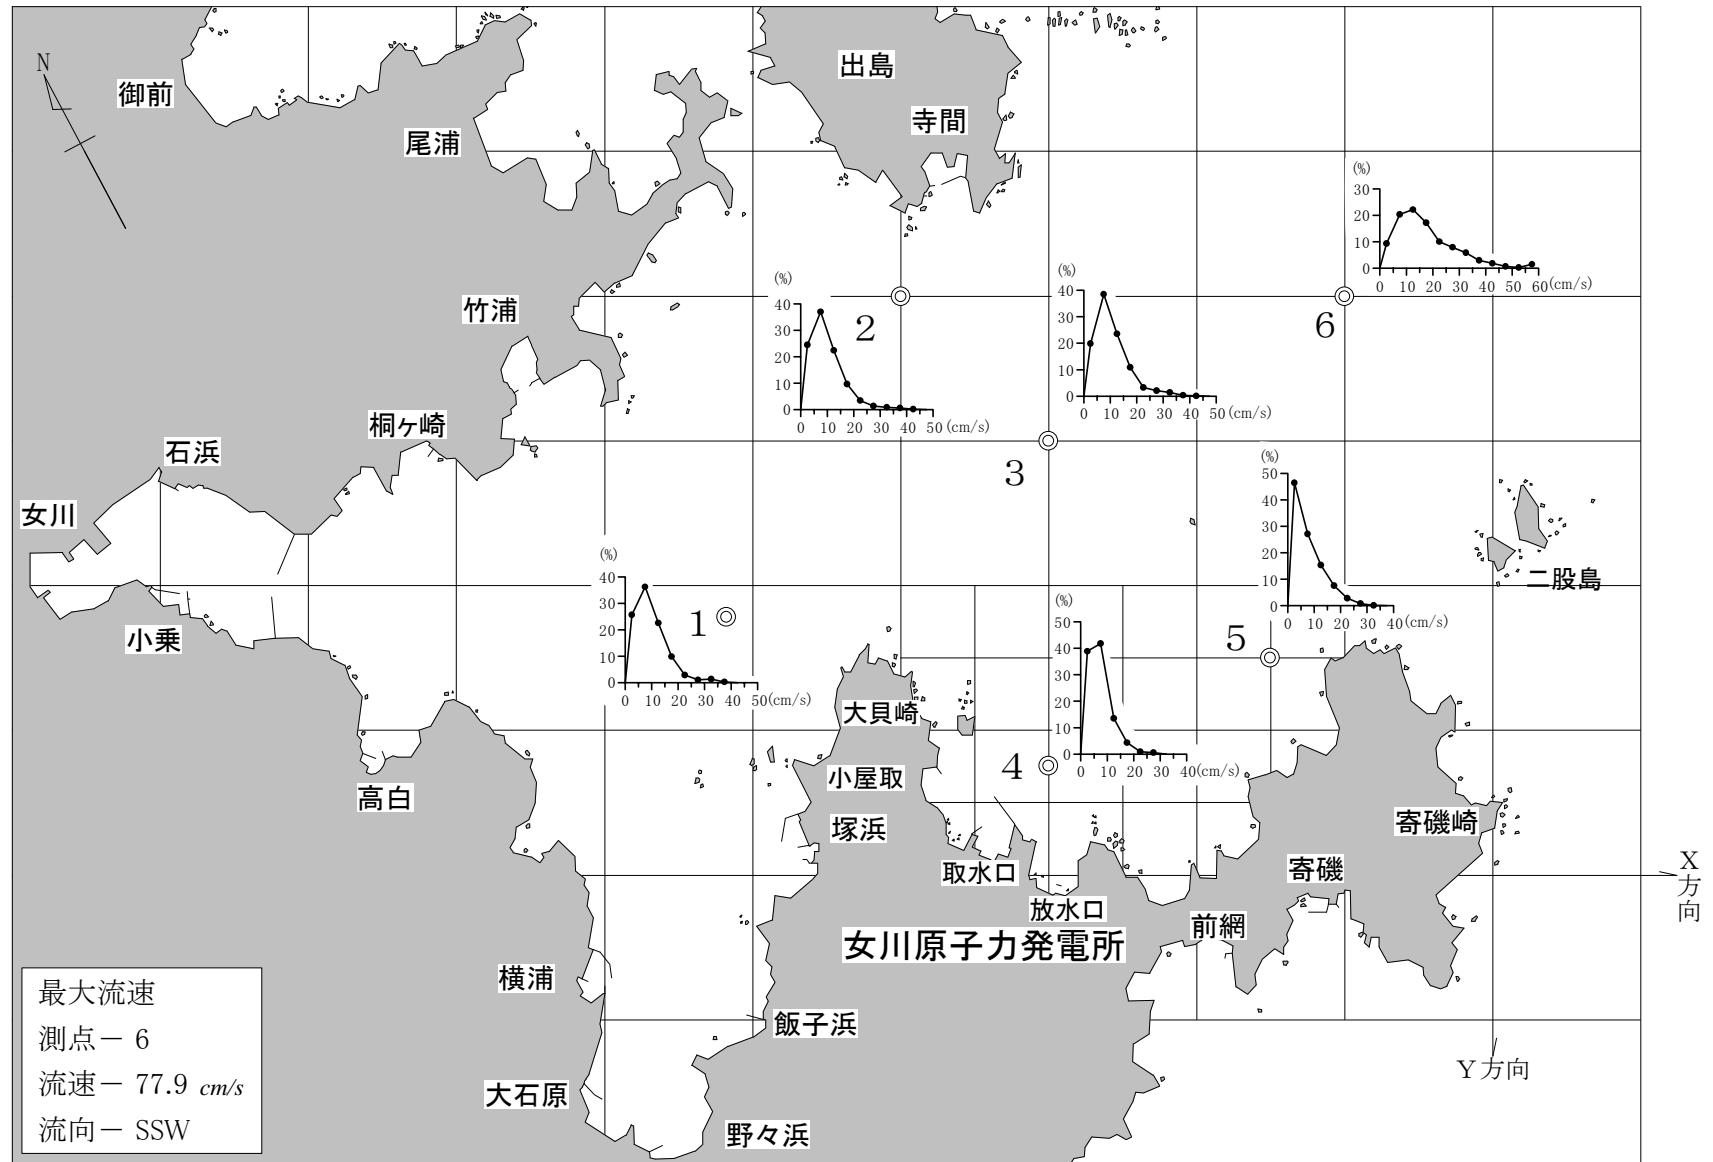 N
御前
尾浦
出島
寺間
竹浦
桐ヶ崎
石浜
女川
小乗
高白
横浦
大石原
野々浜
飯子浜
大貝崎
小屋取
塚浜
取水口
放水口
女川原子力発電所
前網
寄磯
寄磯崎
二股島
X方向
Y方向
1
(%)
40
30
20
10
0
0 10 20 30 40 50(cm/s)
2
(%)
40
30
20
10
0
0 10 20 30 40 50(cm/s)
3
(%)
40
30
20
10
0
0 10 20 30 40 50(cm/s)
4
(%)
50
40
30
20
10
0
0 10 20 30 40(cm/s)
5
(%)
50
40
30
20
10
0
0 10 20 30 40(cm/s)
6
(%)
30
20
10
0
0 10 20 30 40 50 60(cm/s)
最大流速
測点－ 6
流速－ 77.9 cm/s
流向－ SSW